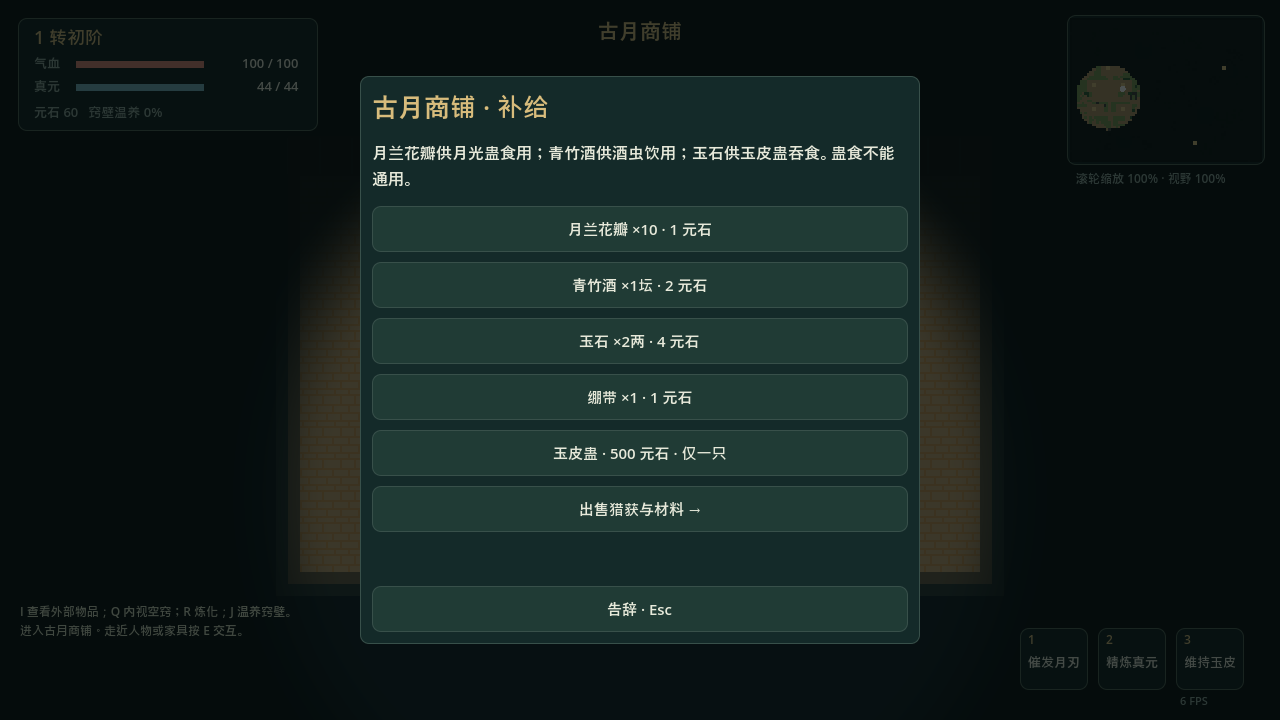 1 转初阶
气血 100 / 100
真元 44 / 44
元石 60 窍壁温养 0%
古月商铺
滚轮缩放 100% · 视野 100%
古月商铺 · 补给
月兰花瓣供月光蛊食用；青竹酒供酒虫饮用；玉石供玉皮蛊吞食。蛊食不能
通用。
月兰花瓣 ×10 · 1 元石
青竹酒 ×1坛 · 2 元石
玉石 ×2两 · 4 元石
绷带 ×1 · 1 元石
玉皮蛊 · 500 元石 · 仅一只
出售猎获与材料 →
告辞 · Esc
I 查看外部物品；Q 内视空窍；R 炼化；J 温养窍壁。
进入古月商铺 · 走近人物或家具按 E 交互。
1
催发月刃
2
精炼真元
3
维持玉皮
6 FPS